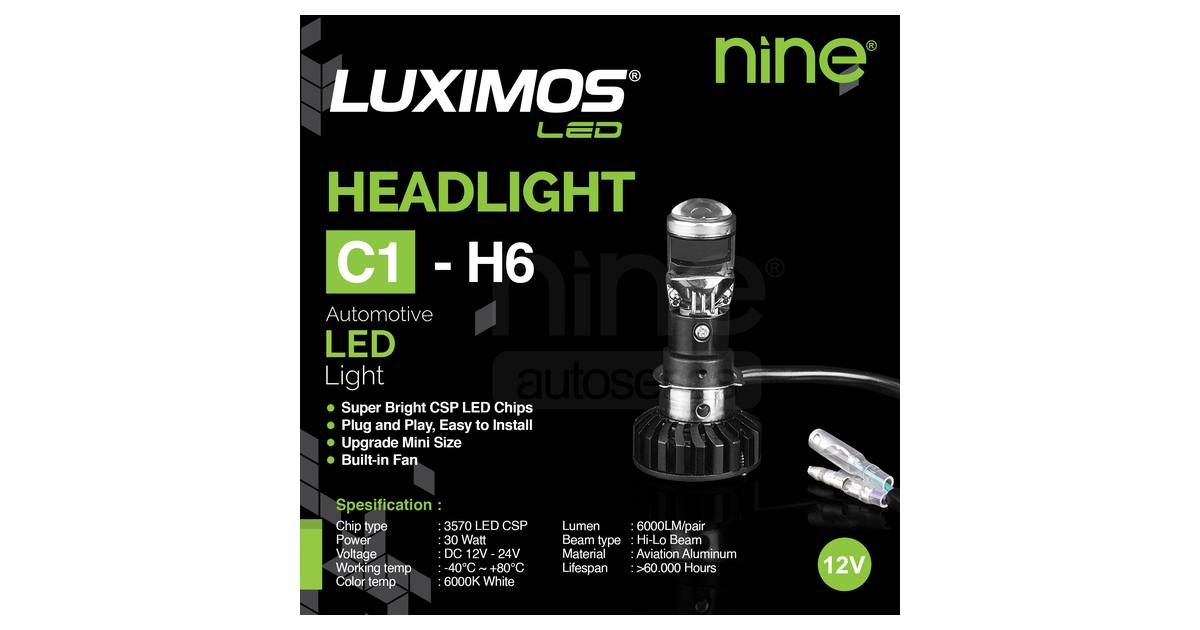 nine®
LUXIMOS®
LED
HEADLIGHT
C1 - H6
Automotive
LED
Light
• Super Bright CSP LED Chips
• Plug and Play, Easy to Install
• Upgrade Mini Size
• Built-in Fan
nine®
Spesification :
Chip type : 3570 LED CSP
Power : 30 Watt
Voltage : DC 12V - 24V
Working temp : -40°C ~ +80°C
Color temp : 6000K White
Lumen : 6000LM/pair
Beam type : Hi-Lo Beam
Material : Aviation Aluminum
Lifespan : >60.000 Hours
12V